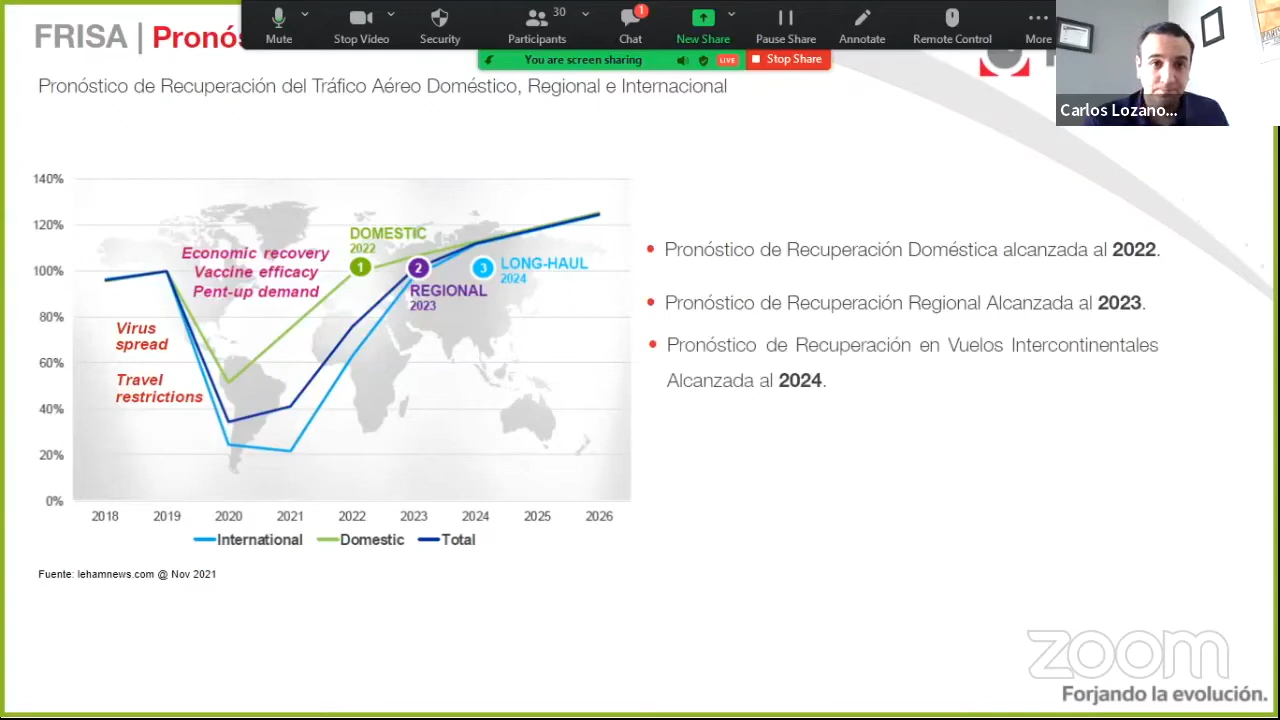 Mute
Stop Video
Security
30
Participants
1
Chat
New Share
Pause Share
Annotate
Remote Control
More
You are screen sharing
LIVE
Stop Share
Carlos Lozano...
FRISA | Pronós
Pronóstico de Recuperación del Tráfico Aéreo Doméstico, Regional e Internacional
140%
120%
100%
80%
60%
40%
20%
0%
Economic recovery
Vaccine efficacy
Pent-up demand
Virus
spread
Travel
restrictions
DOMESTIC
2022
1
2
REGIONAL
2023
3
LONG-HAUL
2024
2018 2019 2020 2021 2022 2023 2024 2025 2026
International Domestic Total
Fuente: lehamnews.com @ Nov 2021
• Pronóstico de Recuperación Doméstica alcanzada al 2022.
• Pronóstico de Recuperación Regional Alcanzada al 2023.
• Pronóstico de Recuperación en Vuelos Intercontinentales
Alcanzada al 2024.
zoom
Forjando la evolución.